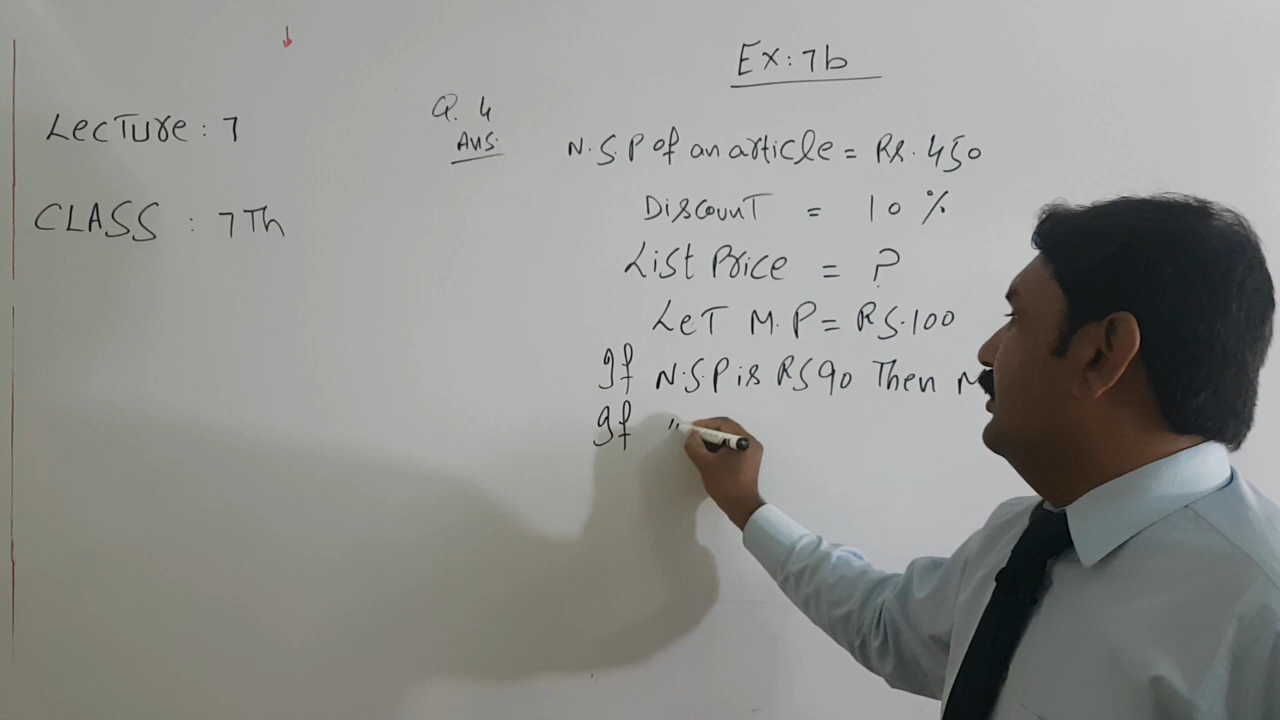 Ex: 7b
Lecture: 7
CLASS : 7Th
Q. 4
Ans.
N.S.P of an article = Rs. 450
Discount = 10 %
List Price = ?
Let M.P = RS.100
If N.S.P is RS 90 Then
If "